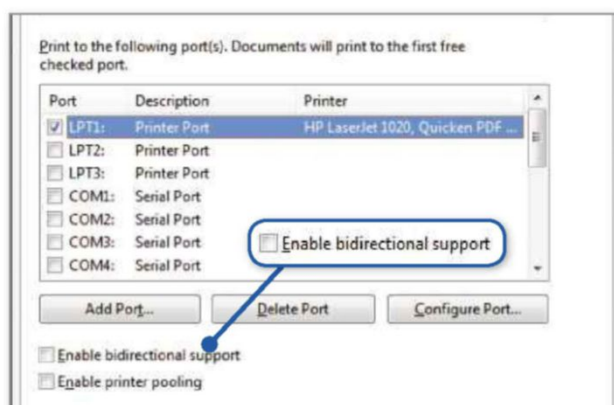 Print to the following port(s). Documents will print to the first free
checked port.
Port Description Printer
LPT1: Printer Port HP LaserJet 1020, Quicken PDF ...
LPT2: Printer Port
LPT3: Printer Port
COM1: Serial Port
COM2: Serial Port
COM3: Serial Port
Enable bidirectional support
COM4: Serial Port
Add Port... Delete Port Configure Port...
Enable bidirectional support
Enable printer pooling